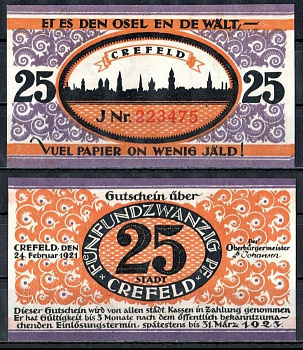 ET ES DEN OSEL EN DE WÄLT,
CREFELD
25 25
J Nr. 223475
VUEL PAPIER ON WENIG JÄLD!
Gutschein über
FÜNFUNDZWANZIG PF
CREFELD, DEN
24 Februar 1921
25
STADT
CREFELD
Der
Oberbürgermeister
Johansen
Dieser Gutschein wird von allen städt. Kassen in Zahlung genommen
Er hat Gültigkeit bis 3 Monate nach dem öffentlich bekanntzuma-
chenden Einlösungstermin, spätestens bis 31. März 1923.